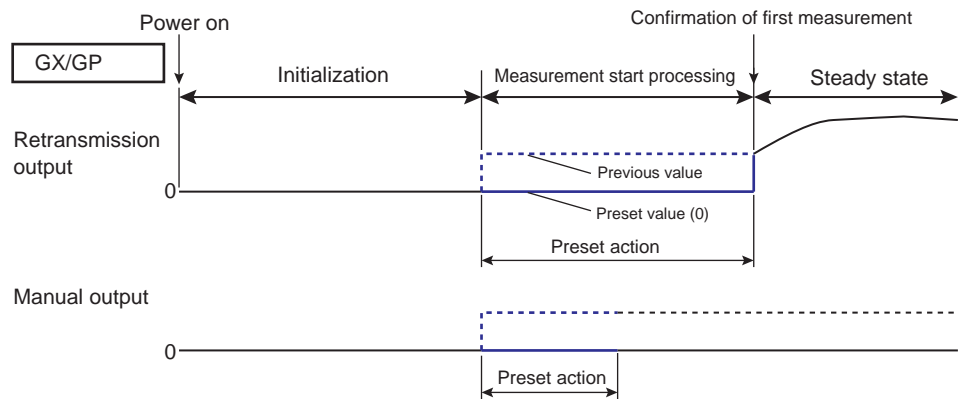 Power on
Confirmation of first measurement
GX/GP
Initialization
Measurement start processing
Steady state
Retransmission
output
Previous value
0
Preset value (0)
Preset action
Manual output
0
Preset action